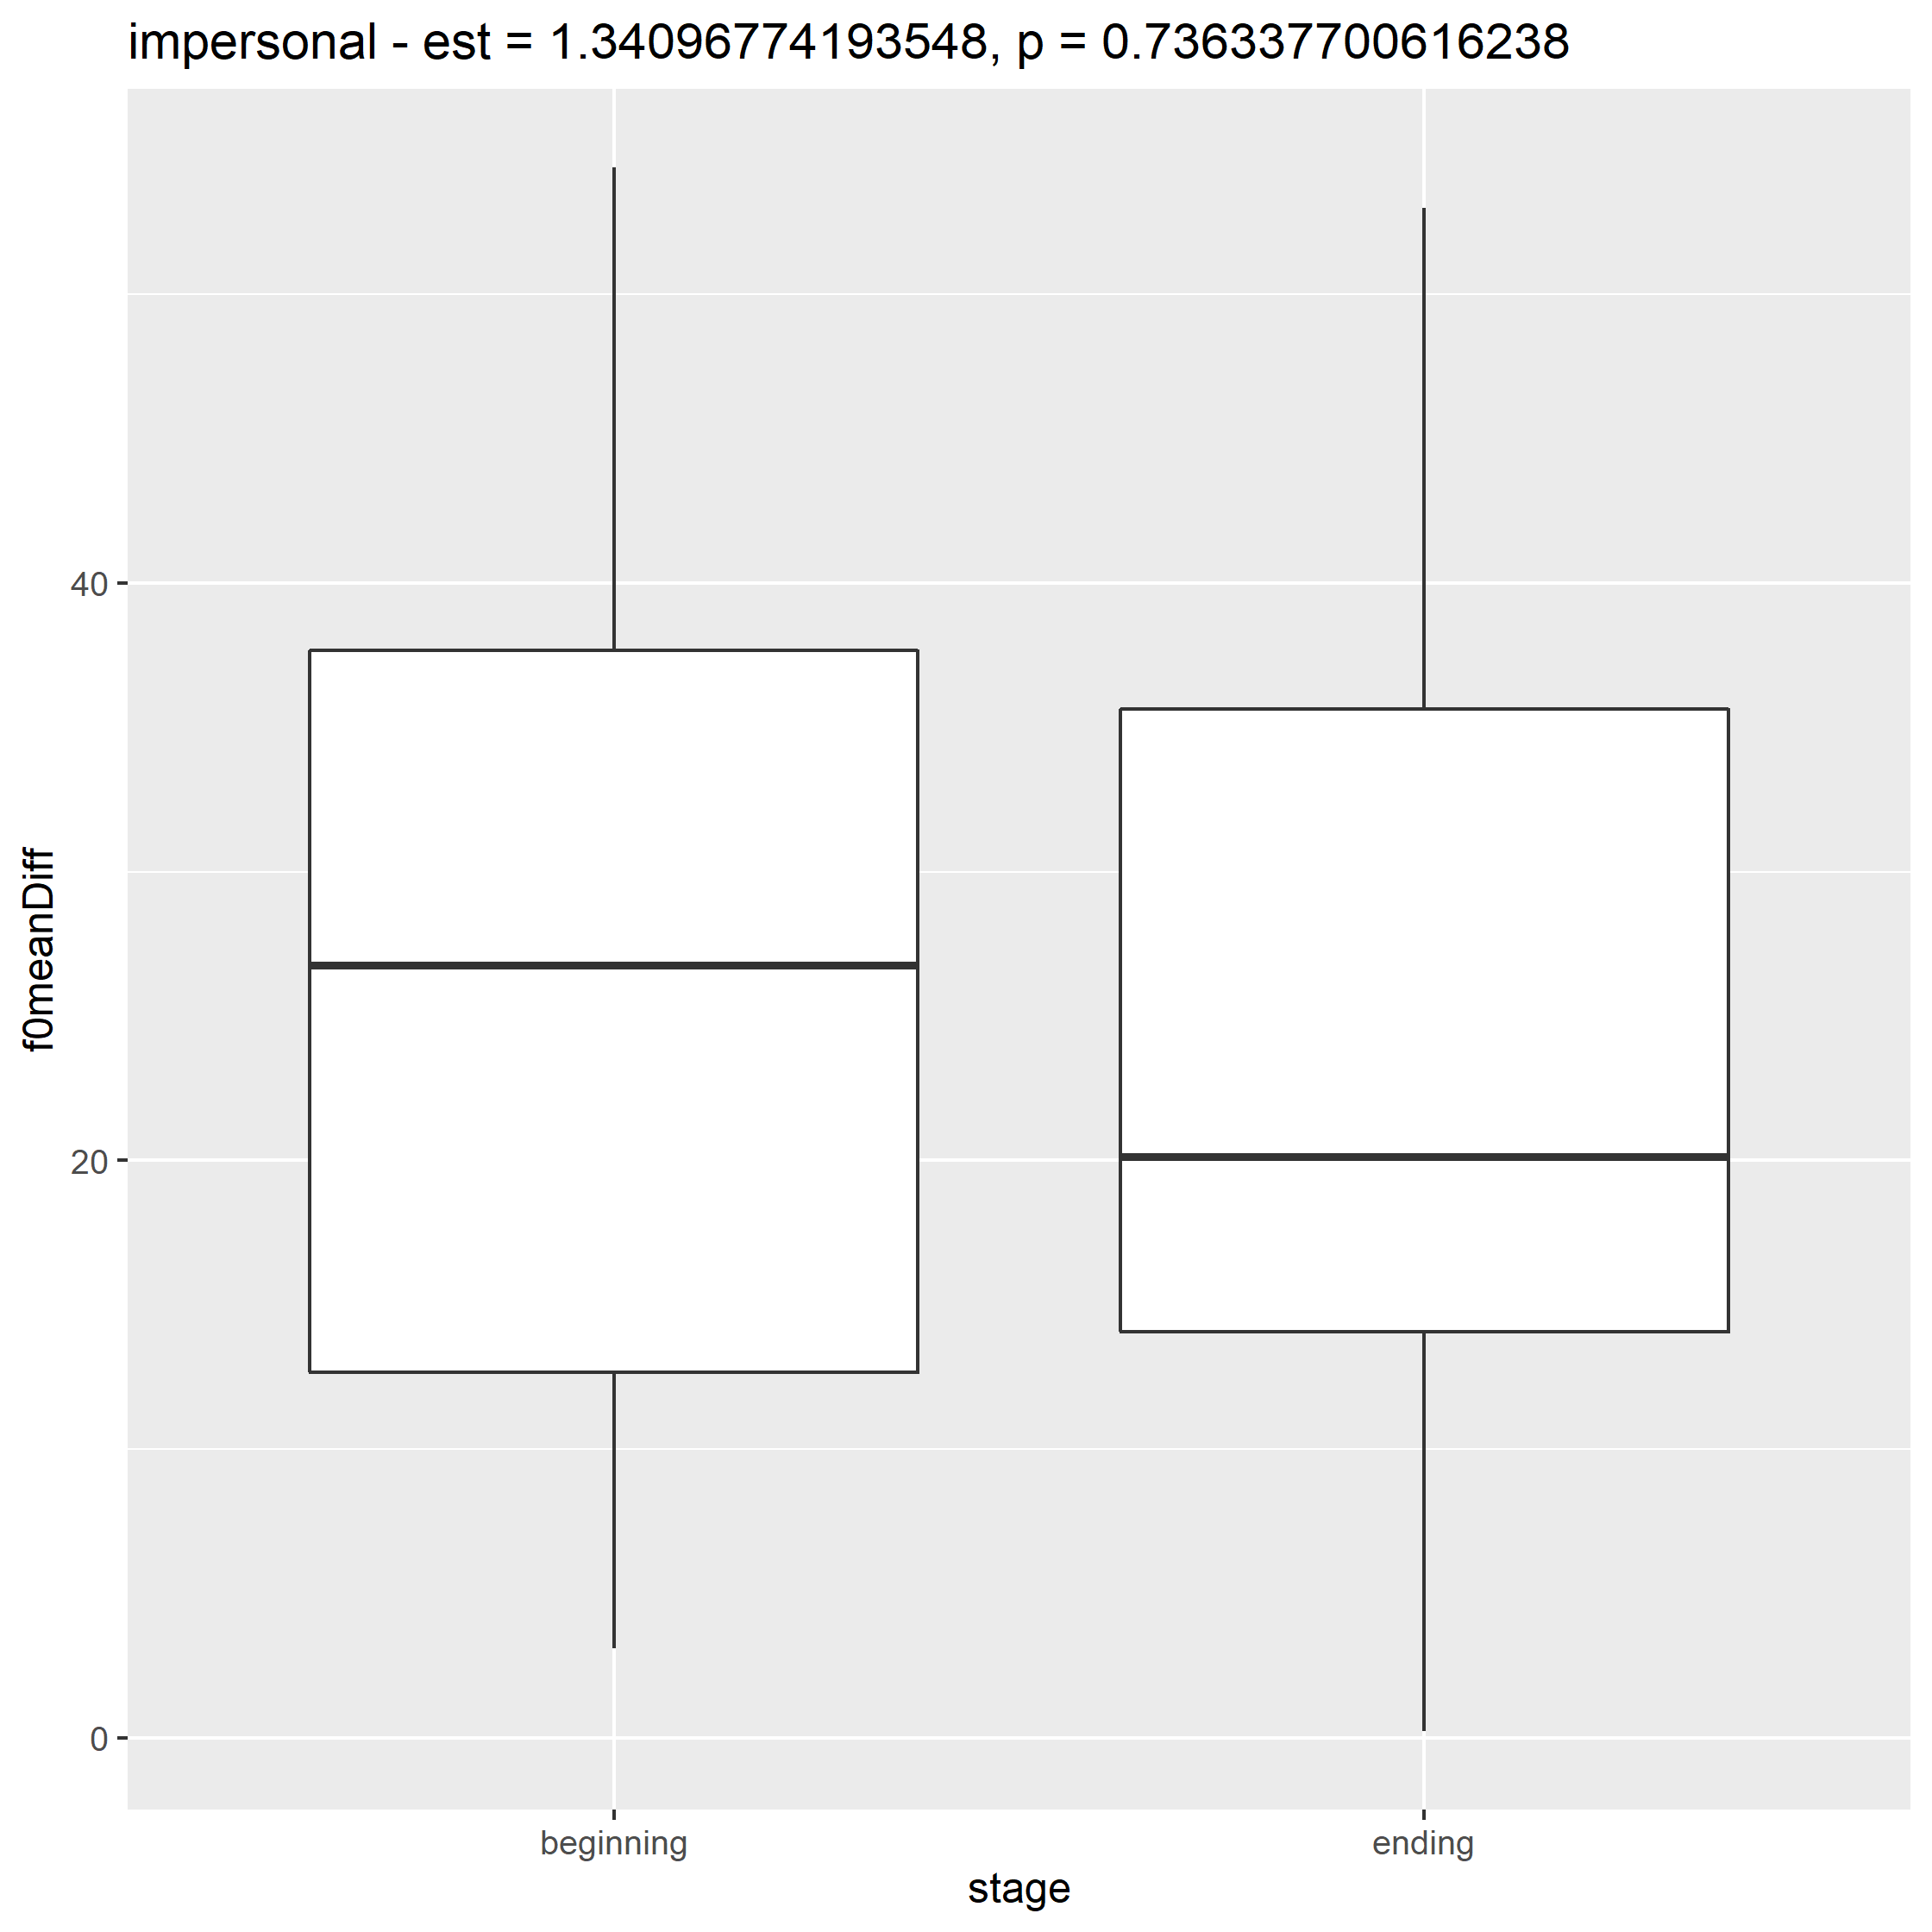 impersonal - est = 1.34096774193548, p = 0.736337700616238
f0meanDiff
40
20
0
beginning
ending
stage